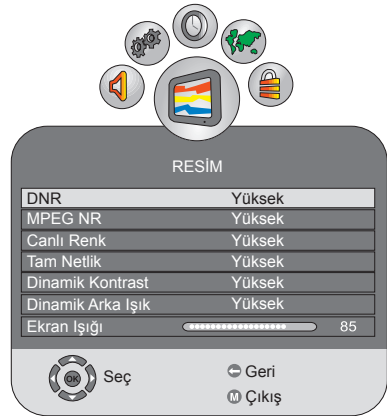 RESİM
DNR Yüksek
MPEG NR Yüksek
Canlı Renk Yüksek
Tam Netlik Yüksek
Dinamik Kontrast Yüksek
Dinamik Arka Işık Yüksek
Ekran Işığı 85
OK Seç
Geri
M Çıkış